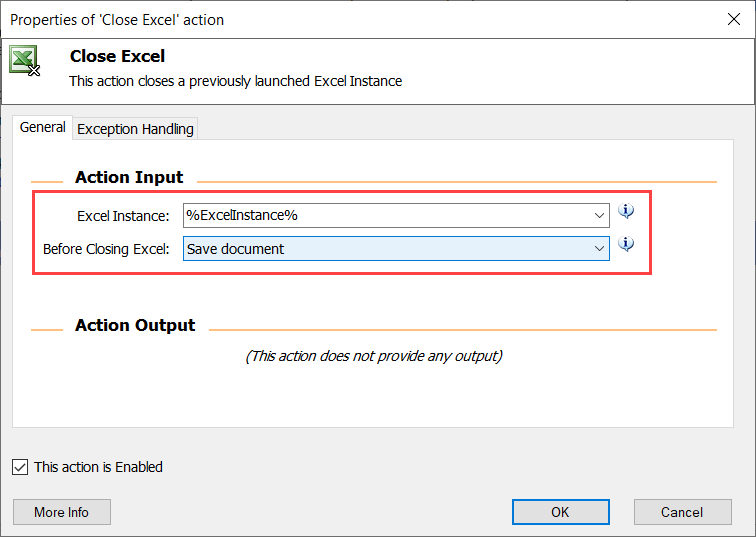 Properties of 'Close Excel' action
Close Excel
This action closes a previously launched Excel Instance
General
Exception Handling
Action Input
Excel Instance:
%ExcelInstance%
Before Closing Excel:
Save document
Action Output
(This action does not provide any output)
This action is Enabled
More Info
OK
Cancel